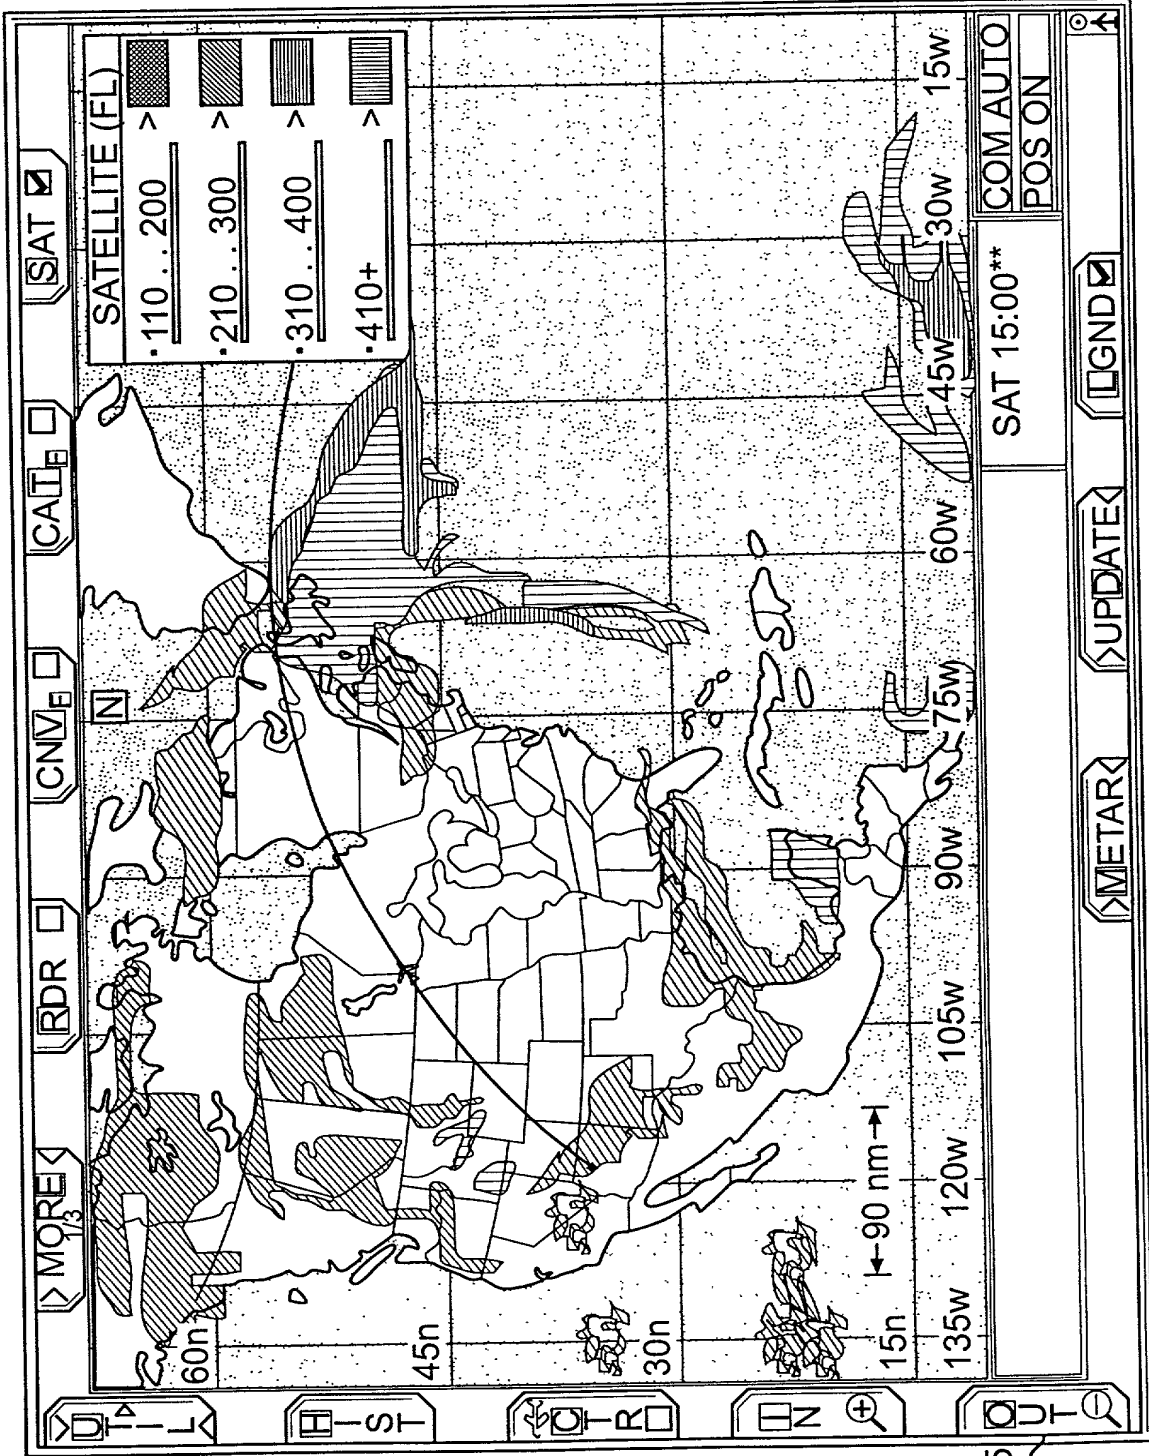 >MORE<
1/3
RDR
CNV F
CAT F
SAT
>UTIL<
HIST
CTR
IN
OUT
N
SATELLITE (FL)
.110 . . 200 >
.210 . . 300 >
.310 . . 400 >
.410+ >
60n
45n
30n
15n
90 nm
135w
120w
105w
90w
75w
60w
45w
30w
15w
SAT 15:00**
COM AUTO
POS ON
>METAR<
>UPDATE<
LGND